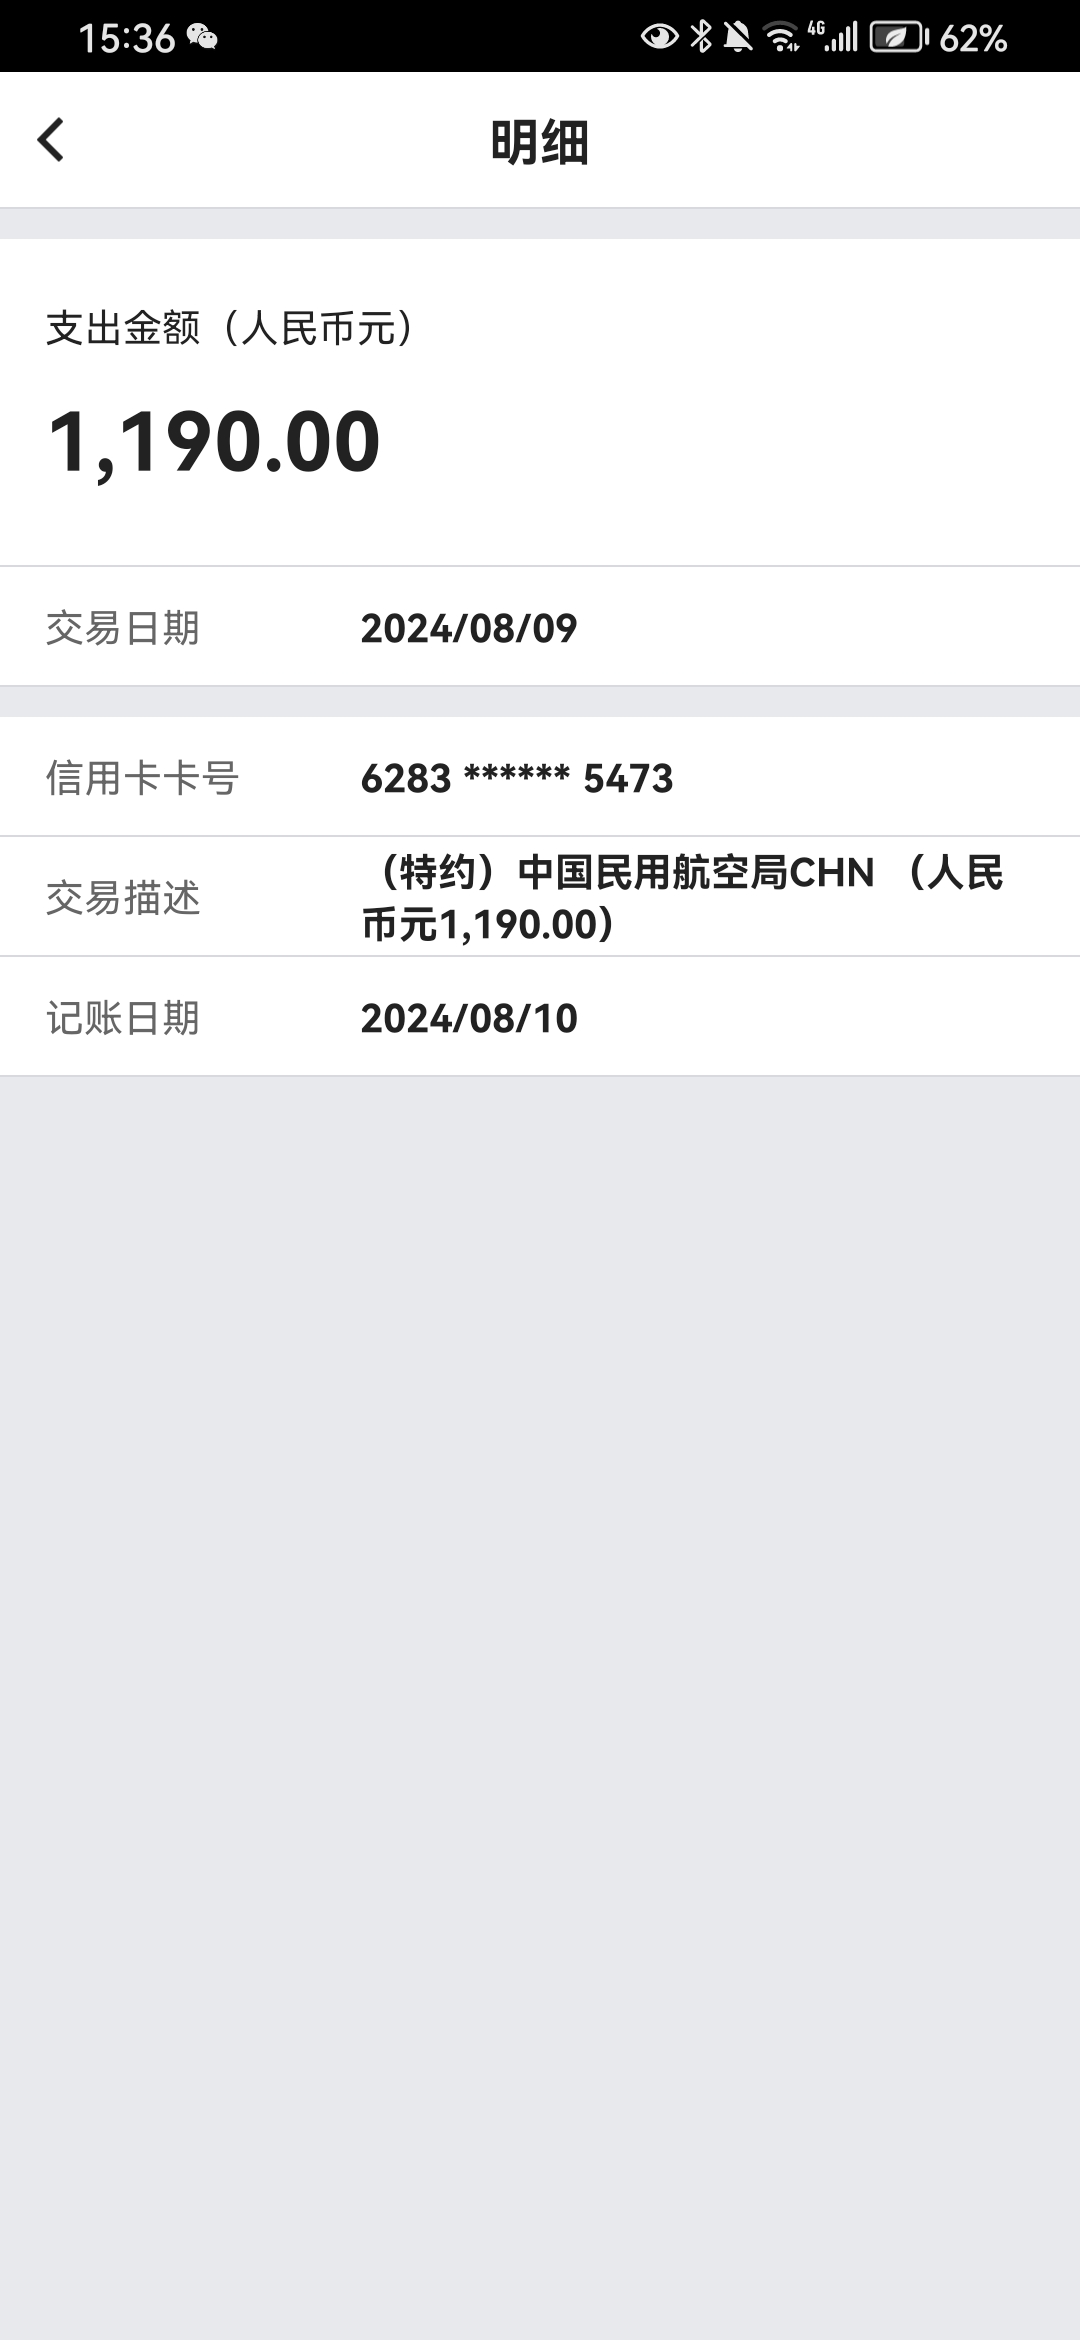 15:36
4G
62%
明细
支出金额（人民币元）
1,190.00
交易日期 2024/08/09
信用卡卡号 6283 ****** 5473
交易描述 （特约）中国民用航空局CHN （人民
币元1,190.00）
记账日期 2024/08/10